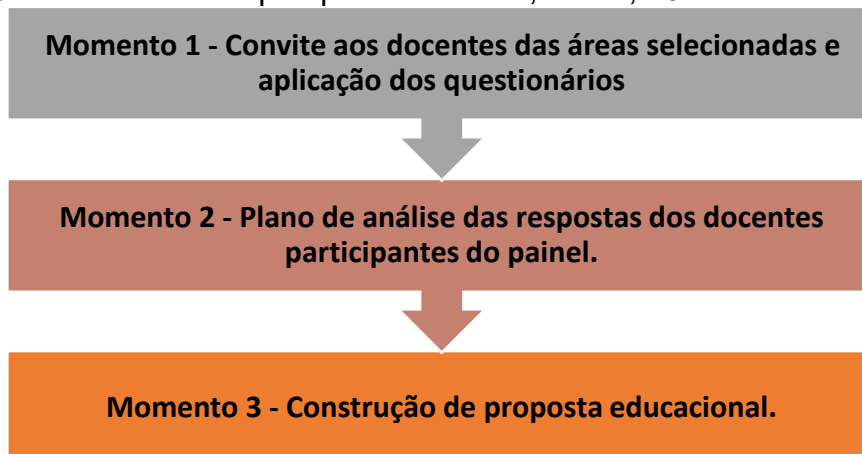 Momento 1 - Convite aos docentes das áreas selecionadas e
aplicação dos questionários
Momento 2 - Plano de análise das respostas dos docentes
participantes do painel.
Momento 3 - Construção de proposta educacional.